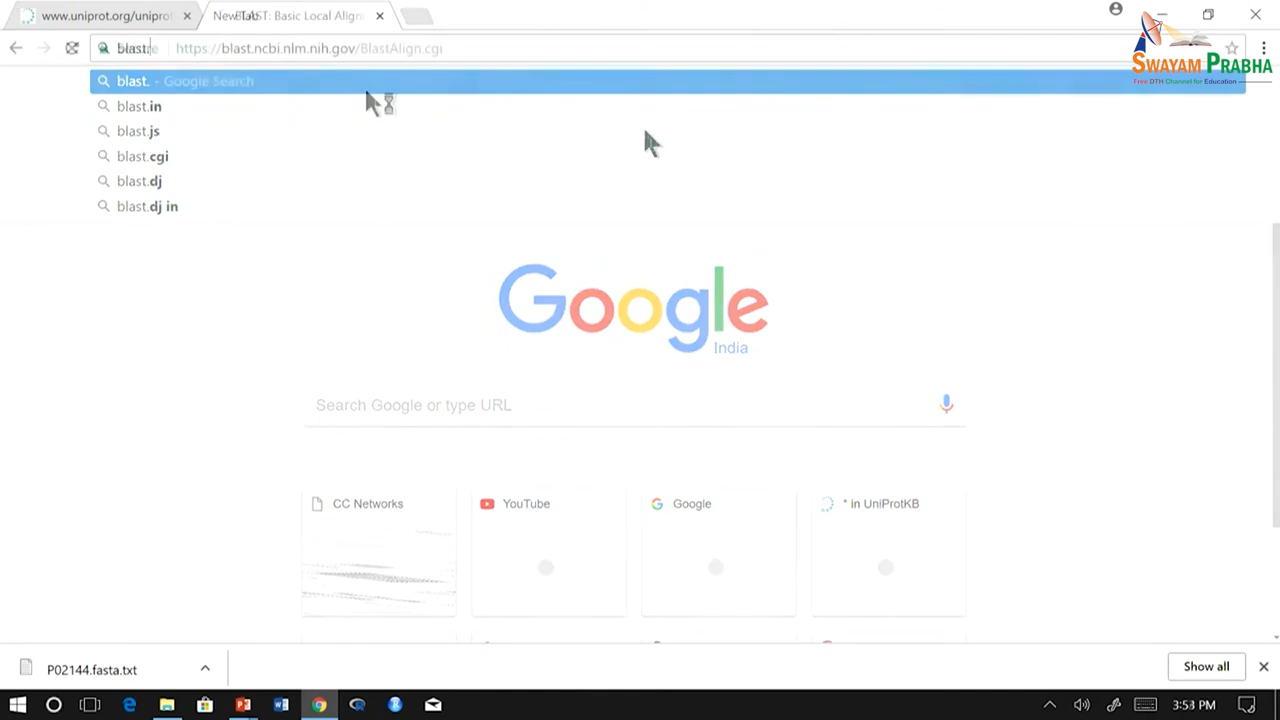 www.uniprot.org/unipro
New Tab
BLAST: Basic Local Align
blast.
https://blast.ncbi.nlm.nih.gov/BlastAlign.cgi
SWAYAM PRABHA
Free DTH Channel for Education
blast. - Google Search
blast.in
blast.js
blast.cgi
blast.dj
blast.dj in
Google
India
Search Google or type URL
CC Networks
YouTube
Google
* in UniProtKB
P02144.fasta.txt
Show all
3:53 PM